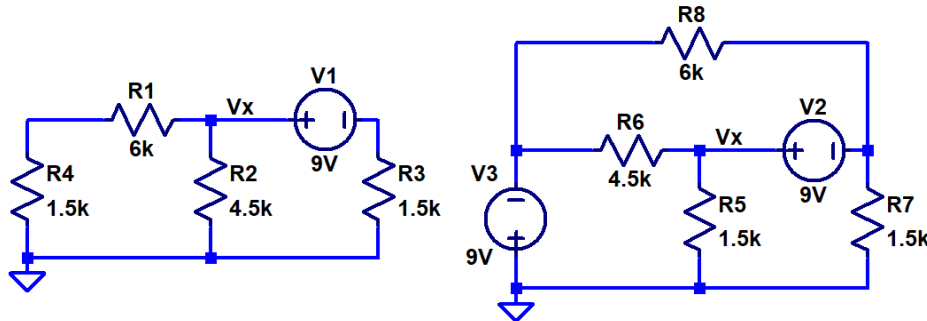 R1
6k
Vx
V1
+ −
9V
R4
1.5k
R2
4.5k
R3
1.5k
R8
6k
R6
4.5k
Vx
V2
+ −
9V
V3
−
+
9V
R5
1.5k
R7
1.5k